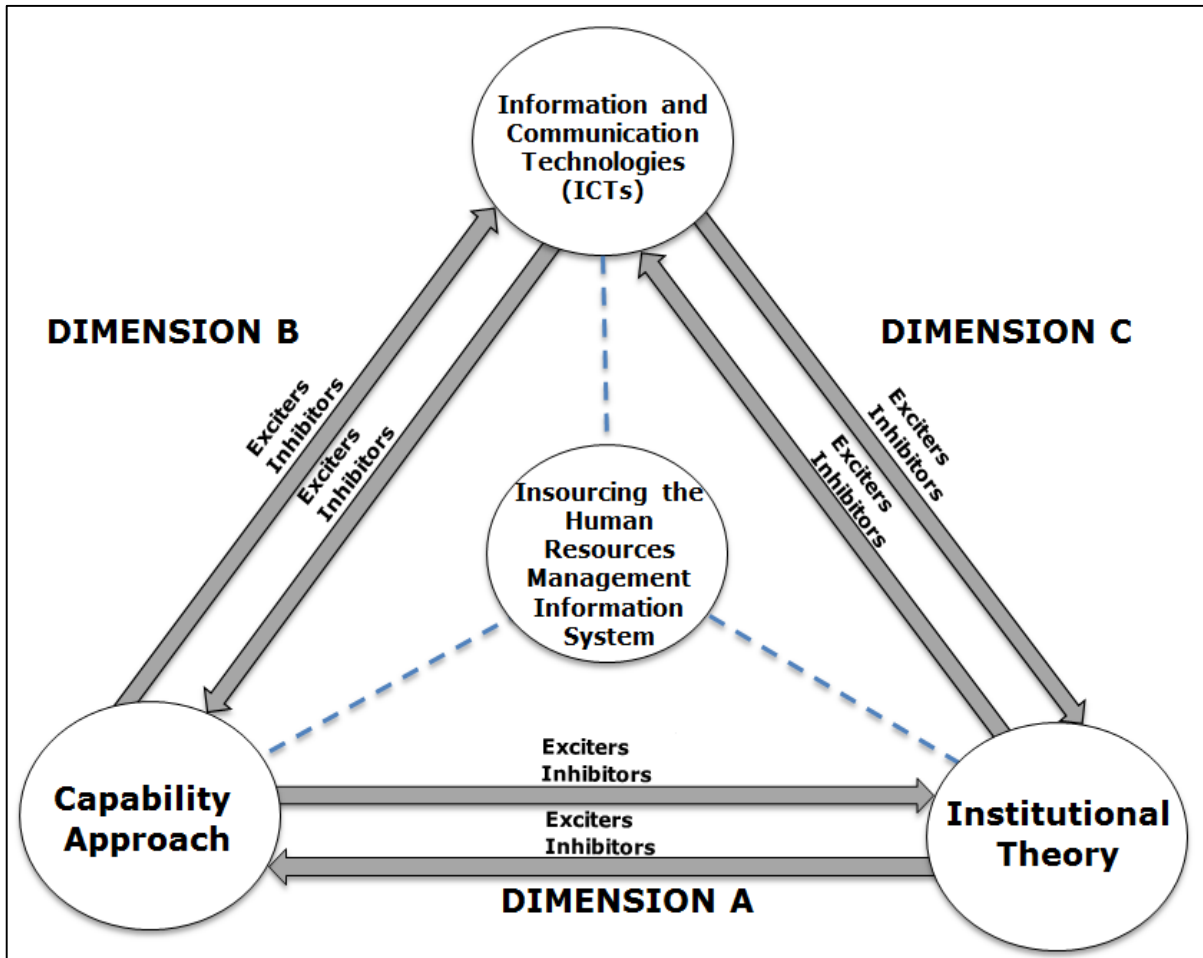 Information and
Communication
Technologies
(ICTs)
DIMENSION B
DIMENSION C
Exciters
Inhibitors
Exciters
Inhibitors
Exciters
Inhibitors
Exciters
Inhibitors
Insourcing the
Human
Resources
Management
Information
System
Capability
Approach
Exciters
Inhibitors
Exciters
Inhibitors
Institutional
Theory
DIMENSION A